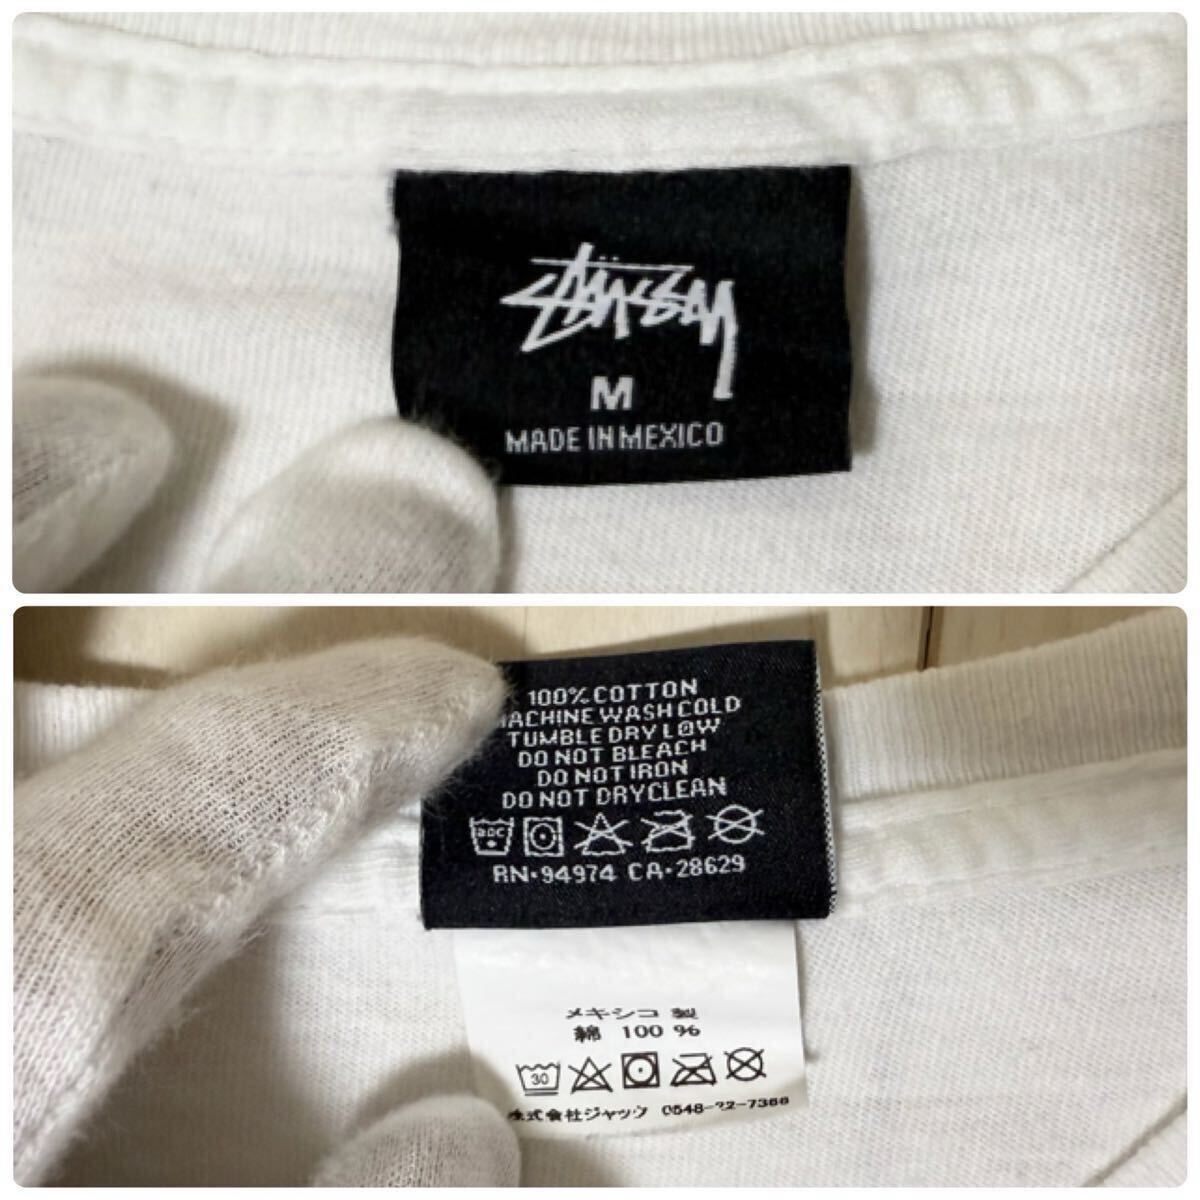 Stüssy
M
MADE IN MEXICO
100% COTTON
MACHINE WASH COLD
TUMBLE DRY LOW
DO NOT BLEACH
DO NOT IRON
DO NOT DRYCLEAN
RN·94974 CA·28629
メキシコ 製
綿 100 %
30
株式会社ジャック 0548-22-7366